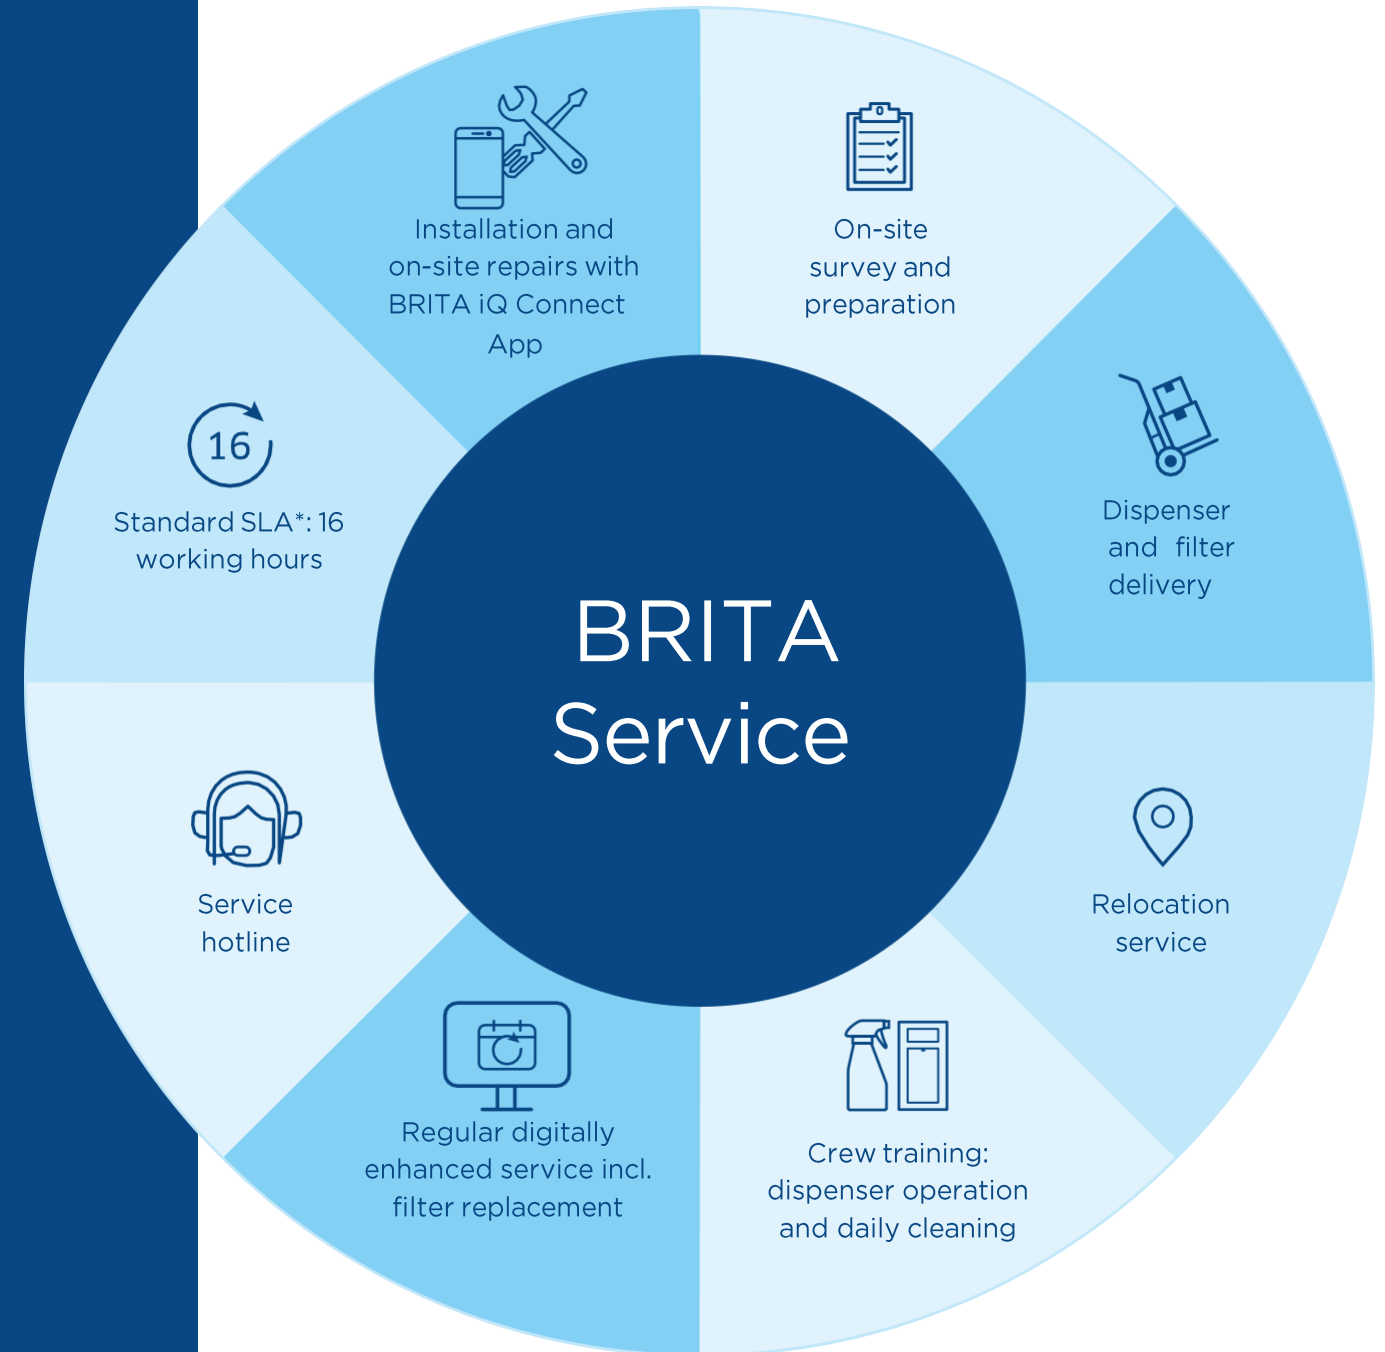 Installation and
on-site repairs with
BRITA iQ Connect
App
On-site
survey and
preparation
Dispenser
and filter
delivery
Relocation
service
Crew training:
dispenser operation
and daily cleaning
Regular digitally
enhanced service incl.
filter replacement
Service
hotline
16
Standard SLA*: 16
working hours
BRITA
Service